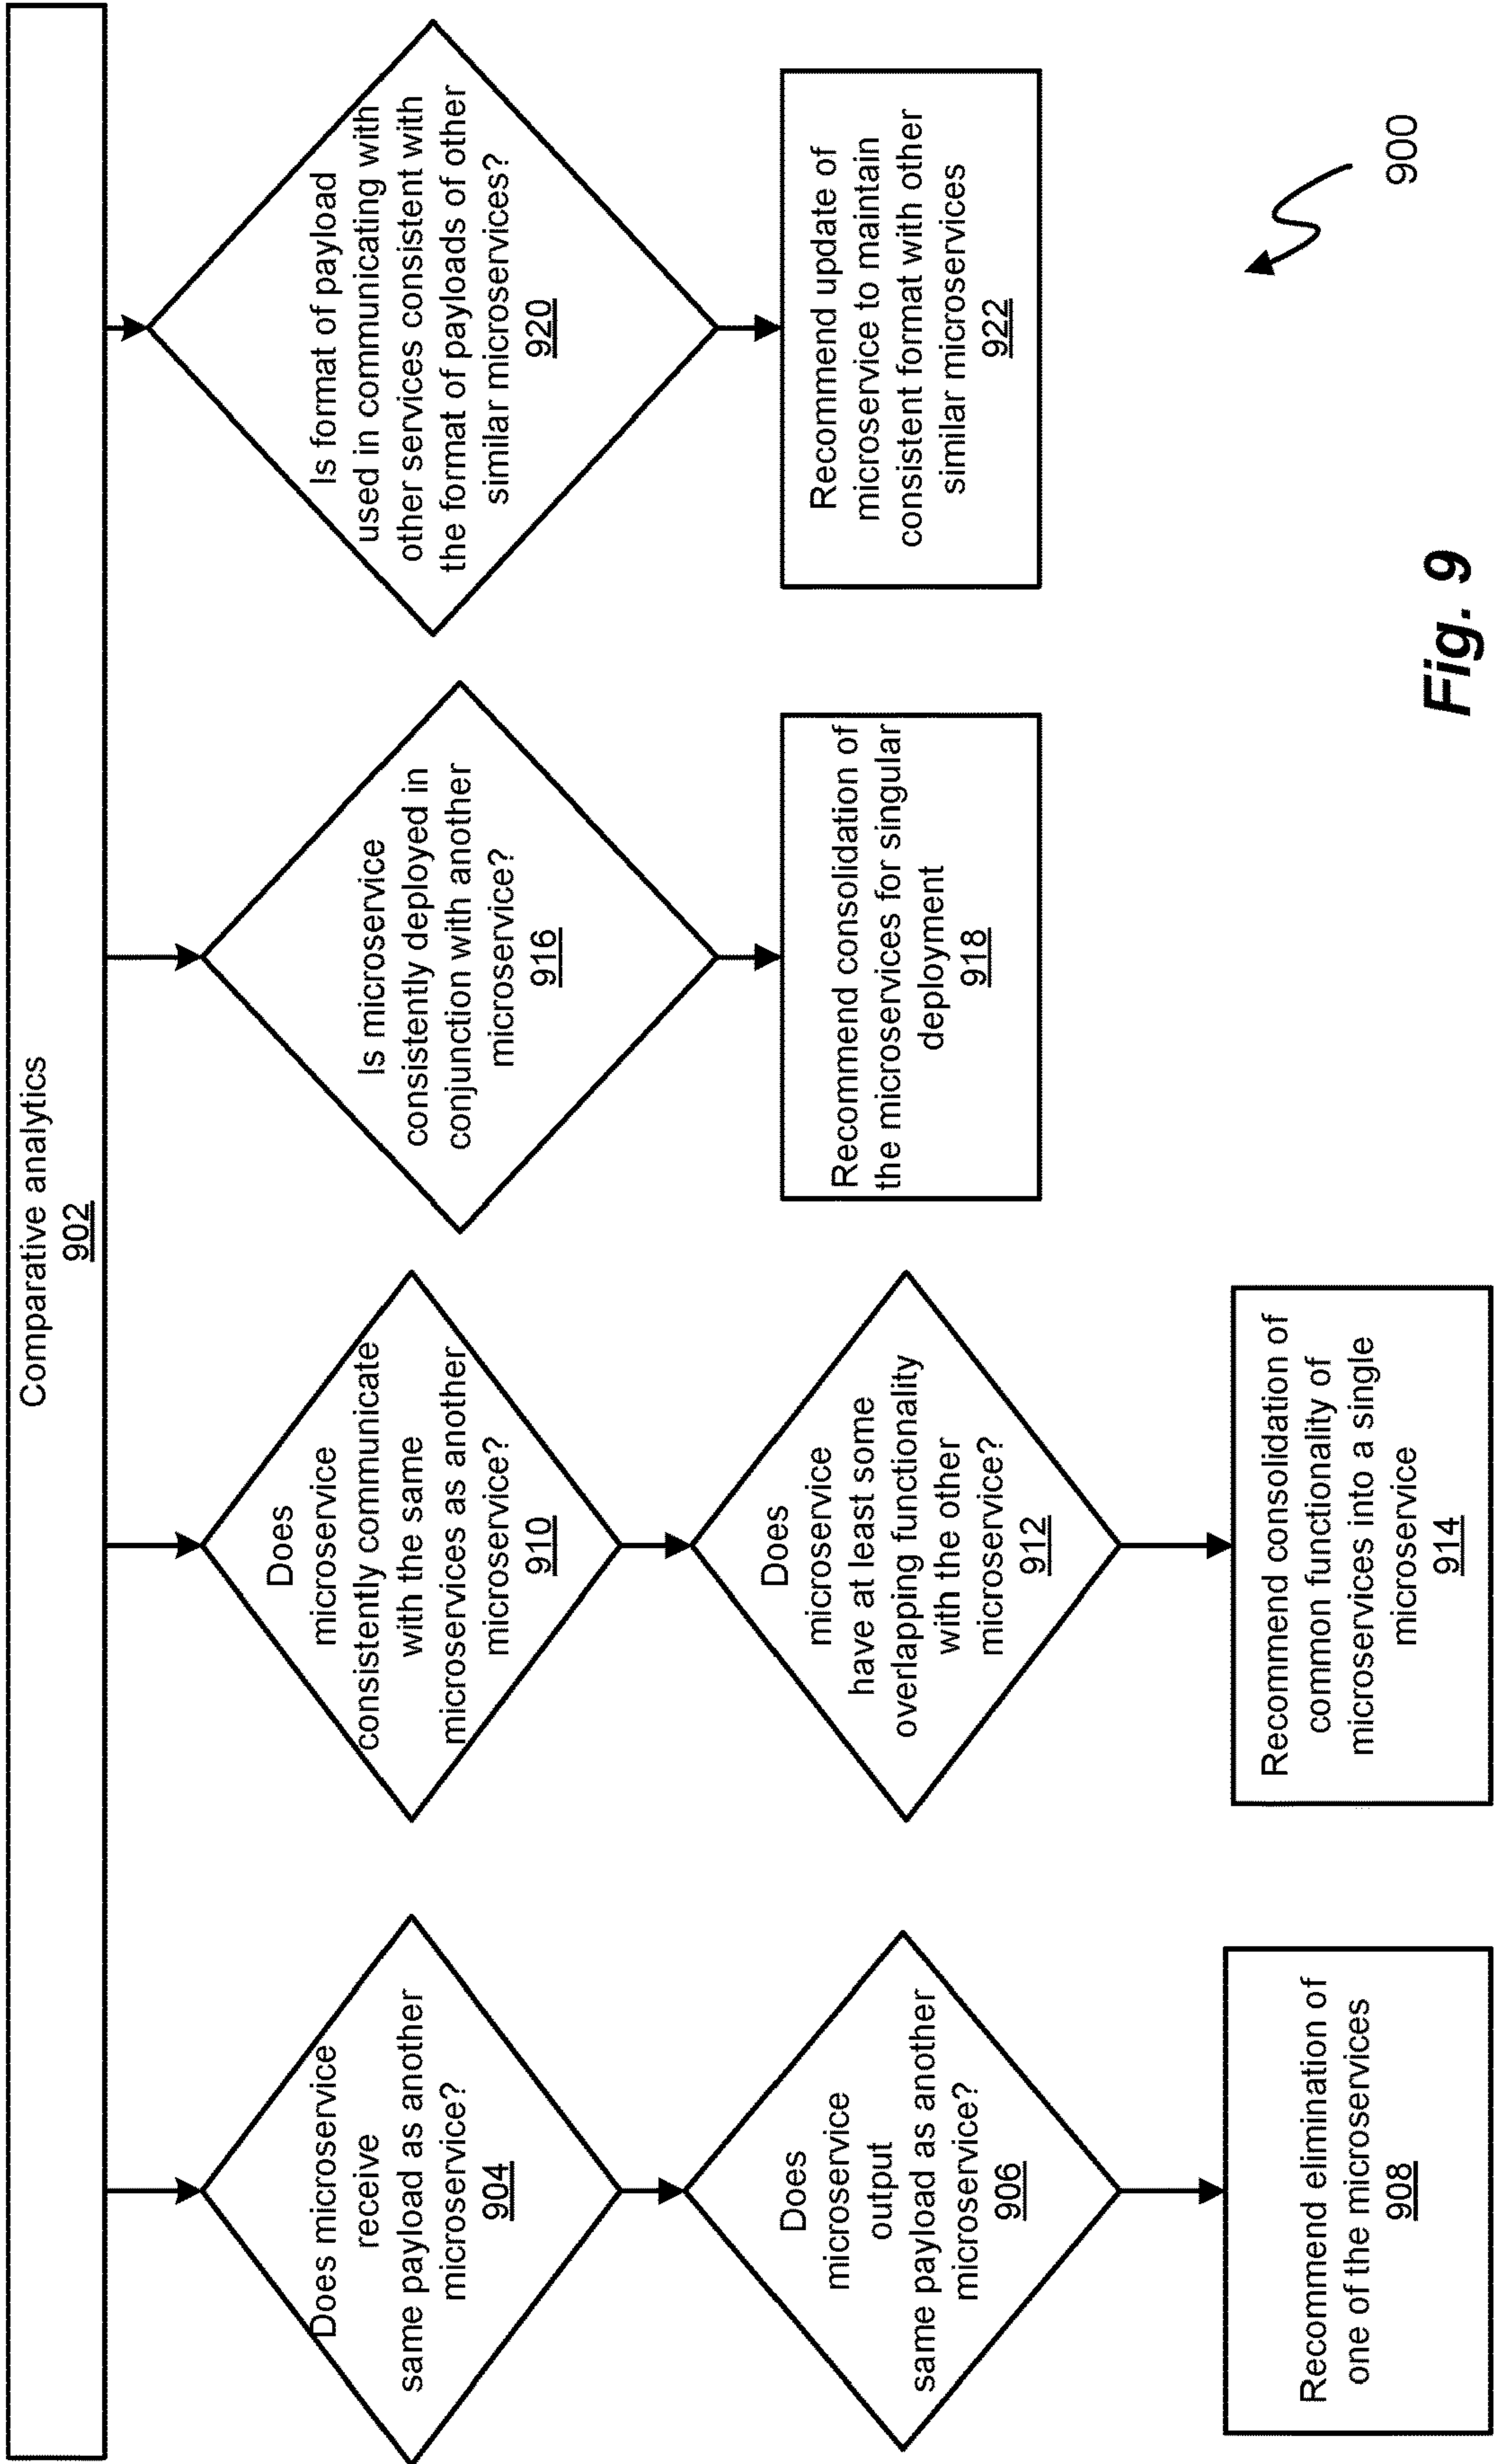 Comparative analytics
902
Does microservice
receive
same payload as another
microservice?
904
Does
microservice
output
same payload as another
microservice?
906
Recommend elimination of
one of the microservices
908
Does
microservice
consistently communicate
with the same
microservices as another
microservice?
910
Does
microservice
have at least some
overlapping functionality
with the other
microservice?
912
Recommend consolidation of
common functionality of
microservices into a single
microservice
914
Is microservice
consistently deployed in
conjunction with another
microservice?
916
Recommend consolidation of
the microservices for singular
deployment
918
Is format of payload
used in communicating with
other services consistent with
the format of payloads of other
similar microservices?
920
Recommend update of
microservice to maintain
consistent format with other
similar microservices
922
900
Fig. 9